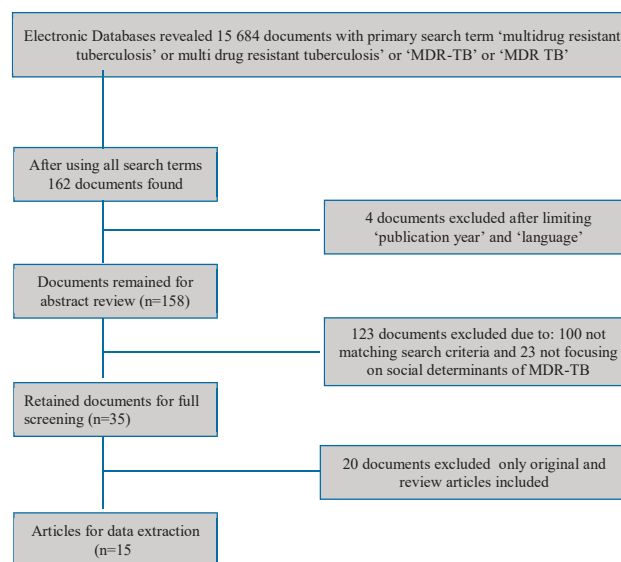 Electronic Databases revealed 15 684 documents with primary search term ‘multidrug resistant
tuberculosis’ or multi drug resistant tuberculosis’ or ‘MDR-TB’ or ‘MDR TB’
After using all search terms
162 documents found
4 documents excluded after limiting
‘publication year’ and ‘language’
Documents remained for
abstract review (n=158)
123 documents excluded due to: 100 not
matching search criteria and 23 not focusing
on social determinants of MDR-TB
Retained documents for full
screening (n=35)
20 documents excluded only original and
review articles included
Articles for data extraction
(n=15